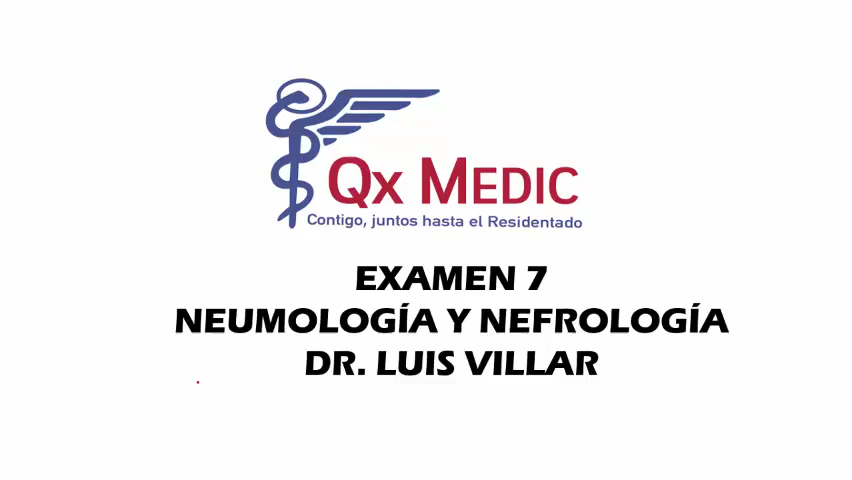 Qx MEDIC
Contigo, juntos hasta el Residentado
EXAMEN 7
NEUMOLOGÍA Y NEFROLOGÍA
DR. LUIS VILLAR